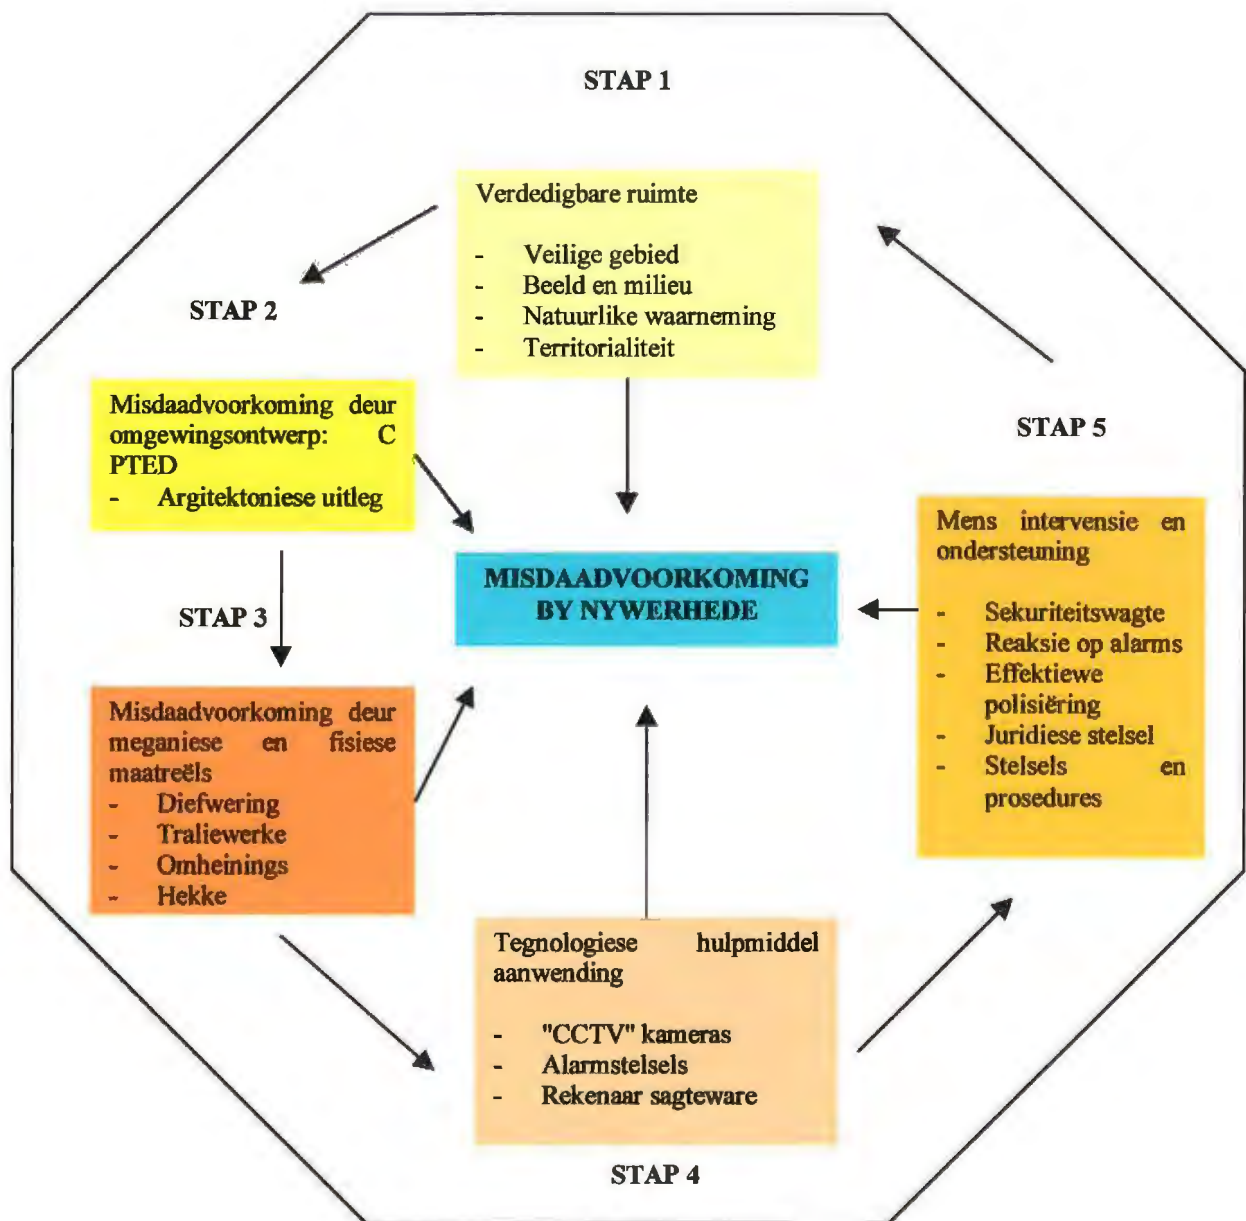 STAP 1
Verdedigbare ruimte
- Veilige gebied
- Beeld en milieu
- Natuurlike waarneming
- Territorialiteit
STAP 2
Misdaadvoorkoming deur
omgewingsontwerp: C
PTED
- Argitektoniese uitleg
STAP 3
Misdaadvoorkoming deur
meganiese en fisiese
maatreëls
- Diefwering
- Traliewerke
- Omheinings
- Hekke
MISDAADVOORKOMING
BY NYWERHEDE
Tegnologiese hulpmiddel
aanwending
- "CCTV" kameras
- Alarmstelsels
- Rekenaar sagteware
STAP 4
STAP 5
Mens intervensie en
ondersteuning
- Sekuriteitswagte
- Reaksie op alarms
- Effektiewe
polisiëring
- Juridiese stelsel
- Stelsels en
prosedures